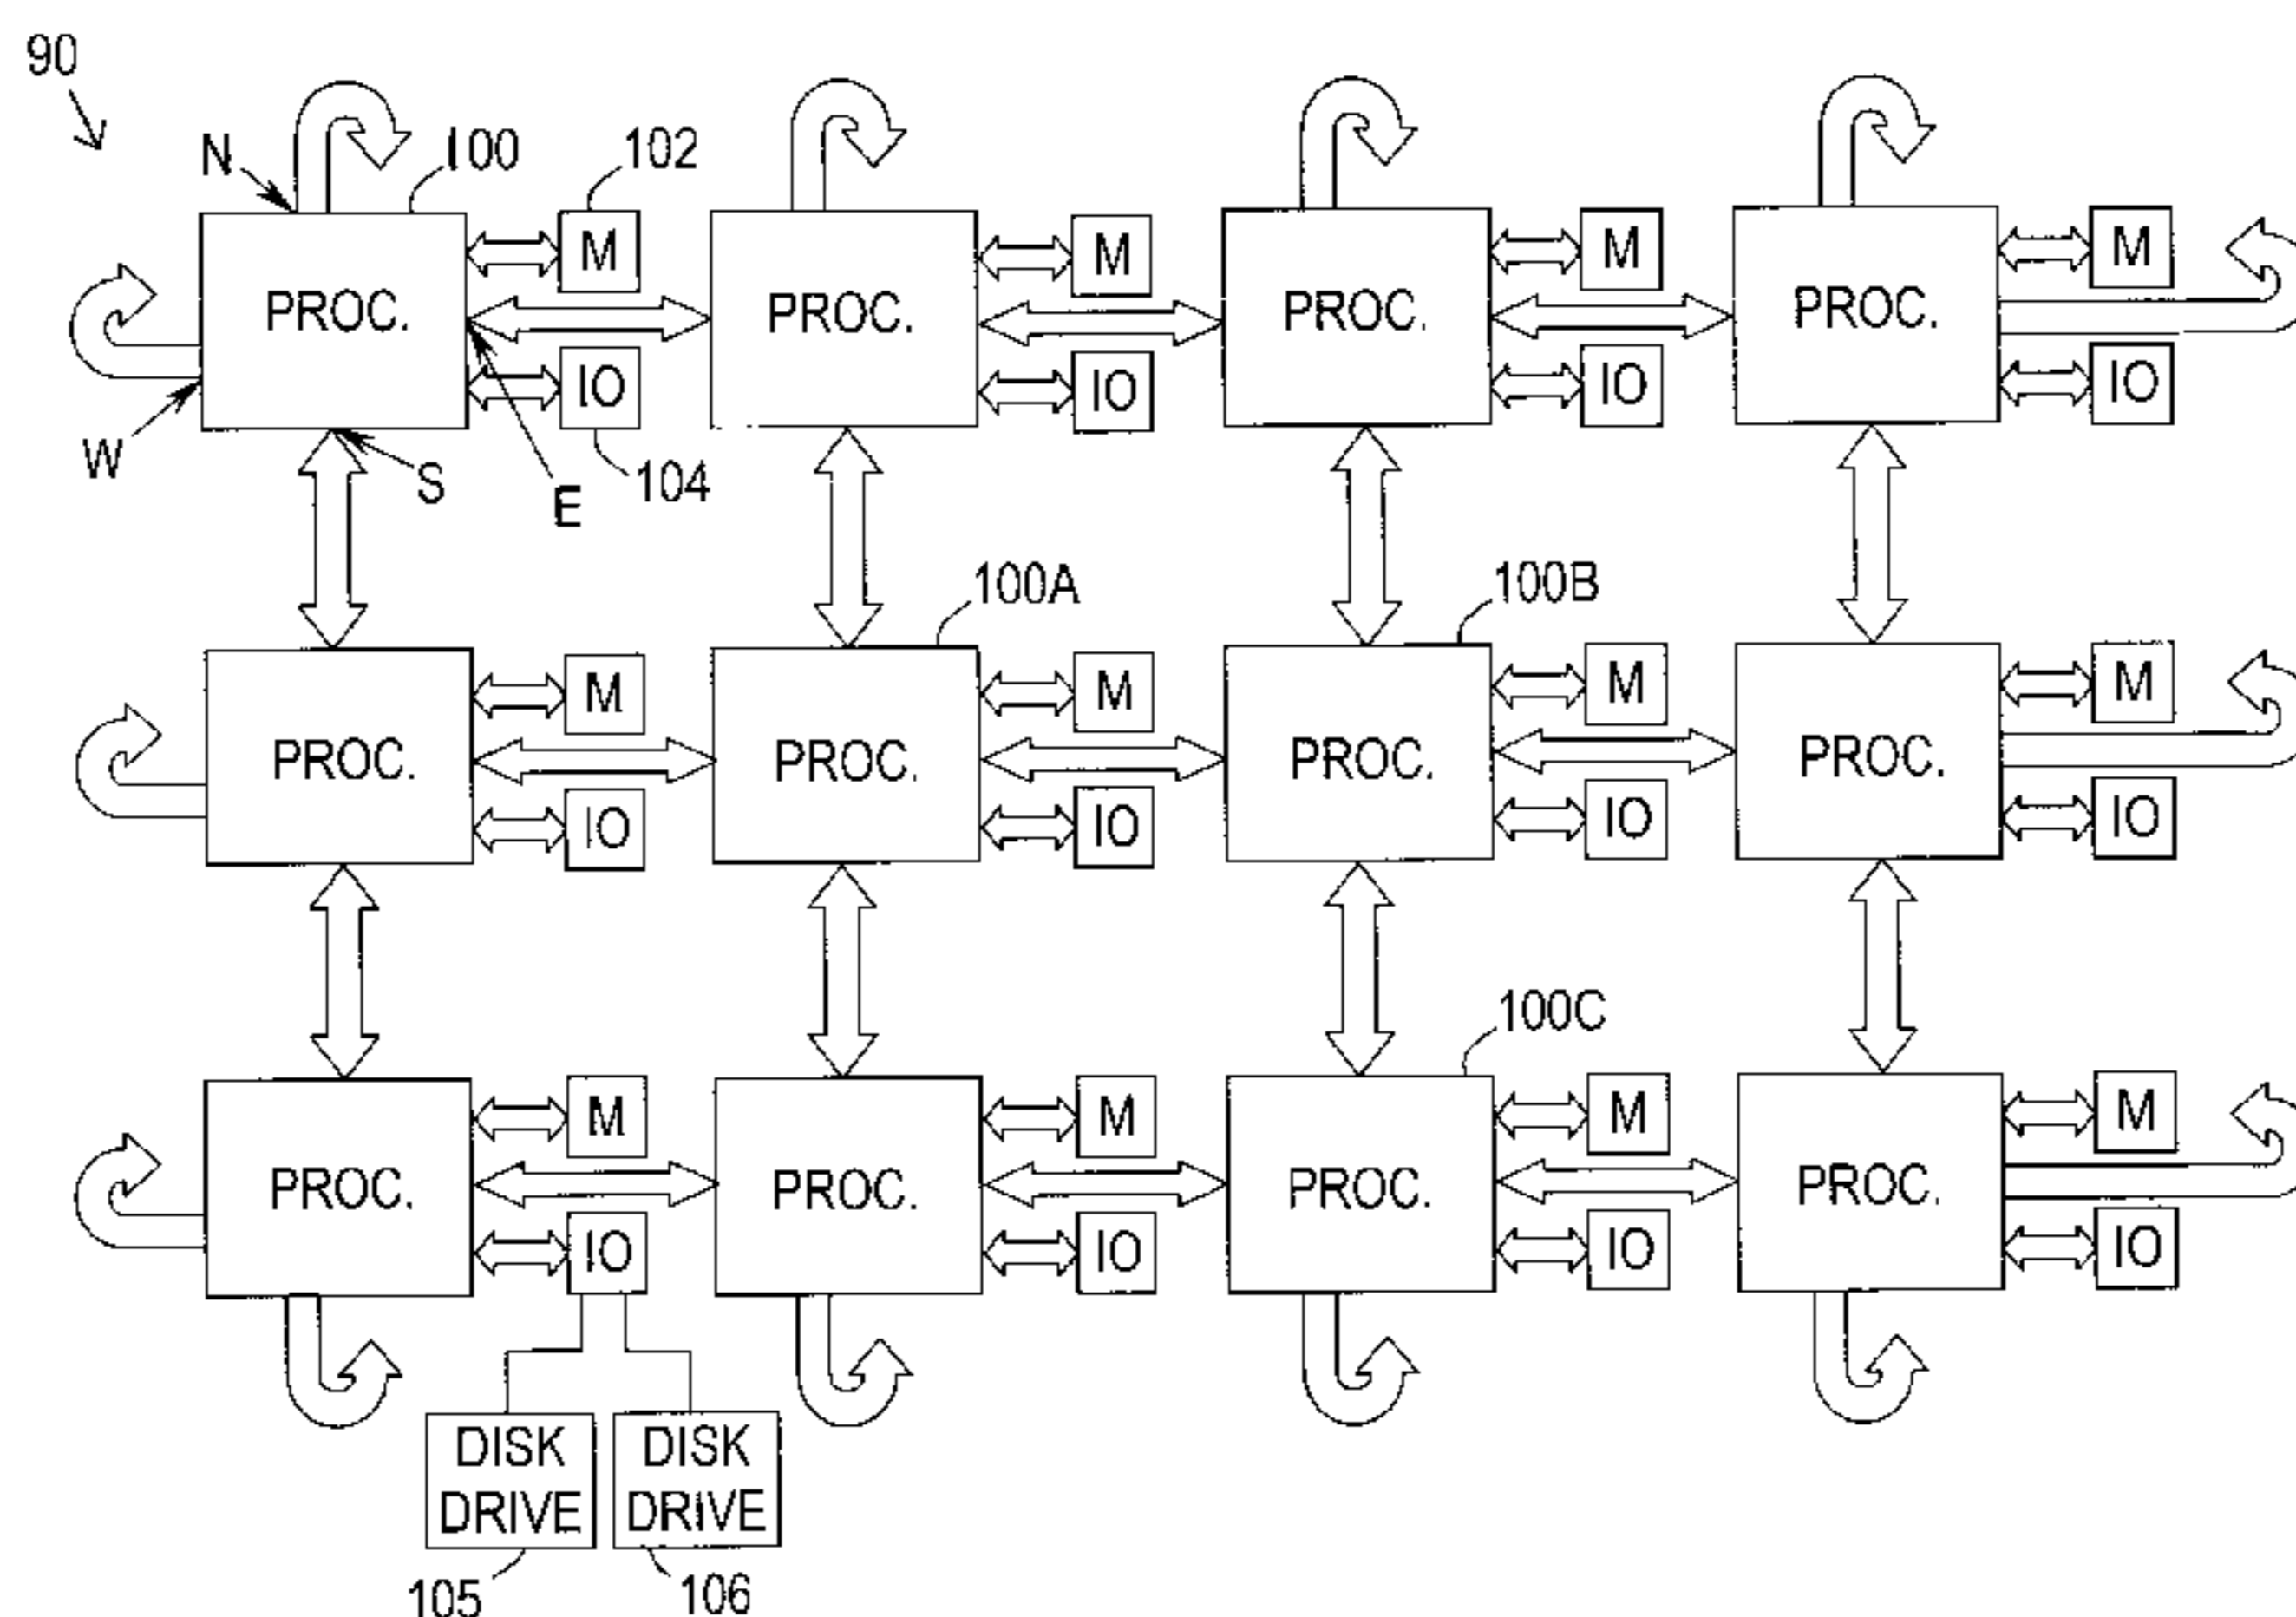 90
N
100
102
M
M
M
M
PROC.
PROC.
PROC.
PROC.
IO
IO
IO
IO
W
S
E
104
100A
100B
M
M
M
M
PROC.
PROC.
PROC.
PROC.
IO
IO
IO
IO
100C
M
M
M
M
PROC.
PROC.
PROC.
PROC.
IO
IO
IO
IO
DISK
DRIVE
DISK
DRIVE
105
106